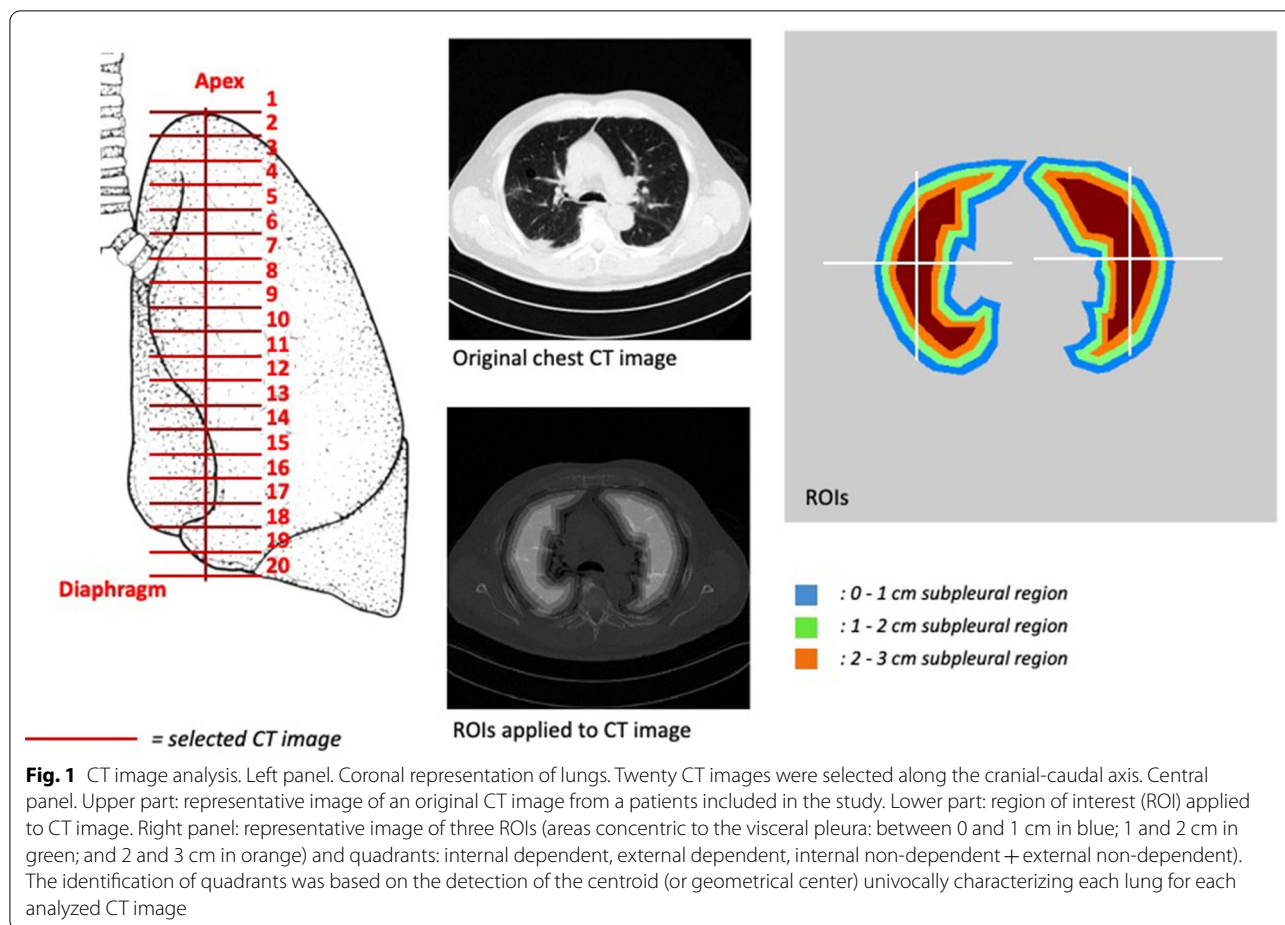 Apex
1
2
3
4
5
6
7
8
9
10
11
12
13
14
15
16
17
18
19
20
Diaphragm
= selected CT image
Original chest CT image
ROIs applied to CT image
ROIs
: 0 - 1 cm subpleural region
: 1 - 2 cm subpleural region
: 2 - 3 cm subpleural region
Fig. 1 CT image analysis. Left panel. Coronal representation of lungs. Twenty CT images were selected along the cranial-caudal axis. Central
panel. Upper part: representative image of an original CT image from a patients included in the study. Lower part: region of interest (ROI) applied
to CT image. Right panel: representative image of three ROIs (areas concentric to the visceral pleura: between 0 and 1 cm in blue; 1 and 2 cm in
green; and 2 and 3 cm in orange) and quadrants: internal dependent, external dependent, internal non-dependent + external non-dependent).
The identification of quadrants was based on the detection of the centroid (or geometrical center) univocally characterizing each lung for each
analyzed CT image